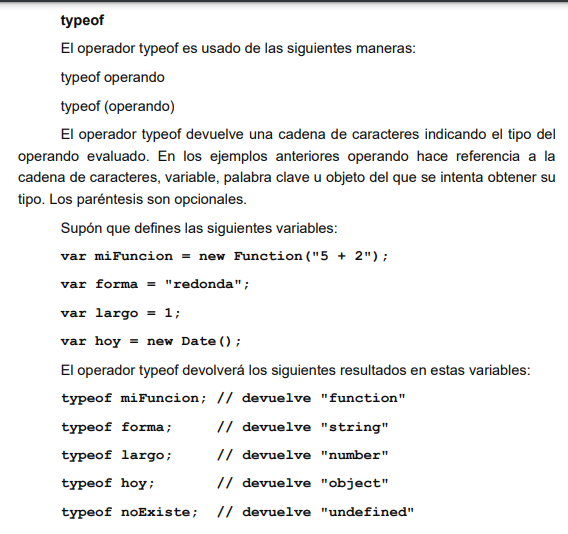 typeof
El operador typeof es usado de las siguientes maneras:
typeof operando
typeof (operando)
El operador typeof devuelve una cadena de caracteres indicando el tipo del
operando evaluado. En los ejemplos anteriores operando hace referencia a la
cadena de caracteres, variable, palabra clave u objeto del que se intenta obtener su
tipo. Los paréntesis son opcionales.
Supón que defines las siguientes variables:
var miFuncion = new Function("5 + 2");
var forma = "redonda";
var largo = 1;
var hoy = new Date();
El operador typeof devolverá los siguientes resultados en estas variables:
typeof miFuncion; // devuelve "function"
typeof forma; // devuelve "string"
typeof largo; // devuelve "number"
typeof hoy; // devuelve "object"
typeof noExiste; // devuelve "undefined"